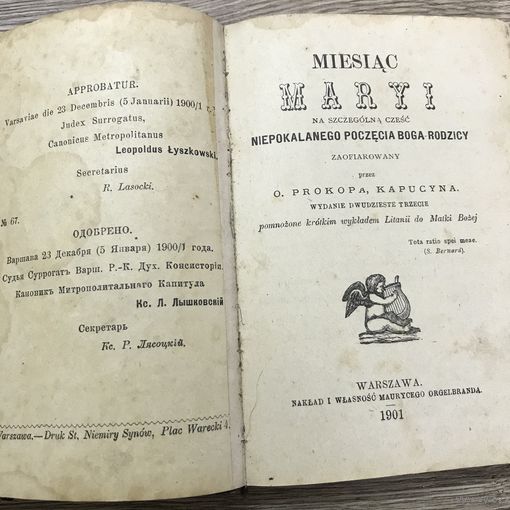 APPROBATUR.
Varsaviae die 23 Decembris (5 Januarii) 1900/1 r.
Judex Surrogatus,
Canonicus Metropolitanus
Leopoldus Łyszkowski.
Secretarius
R. Lasocki.
№ 67.
ОДОБРЕНО.
Варшава 23 Декабря (5 Января) 1900/1 года.
Судья Суррогатъ Варш. Р.-К. Дух. Консисторіи
Каноникъ Митрополитальнаго Капитула
Кс. Л. Лышковскій
Секретарь
Кс. Р. Лясоцкій.
Warszawa.—Druk St, Niemiry Synów, Plac Warecki 4.
MIESIĄC
MARYI
NA SZCZEGÓLNĄ CZEŚĆ
NIEPOKALANEGO POCZĘCIA BOGA-RODZICY
ZAOFIAROWANY
przez
O. PROKOPA, KAPUCYNA.
WYDANIE DWUDZIESTE TRZECIE
pomnożone krótkim wykładem Litanii do Matki Bożej
Tota ratio spei meae.
(S. Bernard).
WARSZAWA.
NAKŁAD I WŁASNOŚĆ MAURYCEGO ORGELBRANDA.
1901